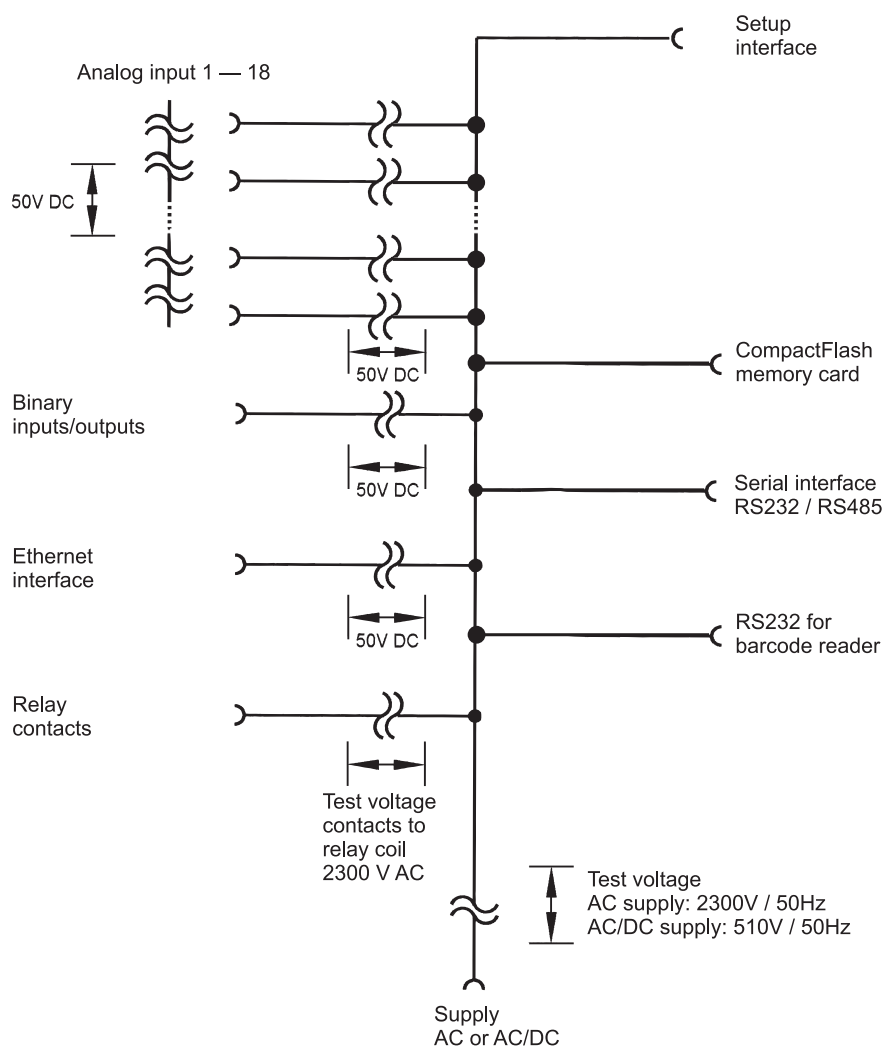 Setup
interface
Analog input 1 — 18
50V DC
50V DC
CompactFlash
memory card
Binary
inputs/outputs
50V DC
Serial interface
RS232 / RS485
Ethernet
interface
50V DC
RS232 for
barcode reader
Relay
contacts
Test voltage
contacts to
relay coil
2300 V AC
Test voltage
AC supply: 2300V / 50Hz
AC/DC supply: 510V / 50Hz
Supply
AC or AC/DC